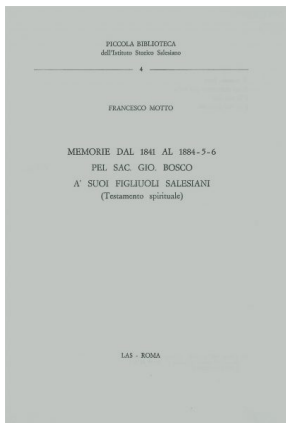 PICCOLA BIBLIOTECA
dell'Istituto Storico Salesiano
4
FRANCESCO MOTTO
MEMORIE DAL 1841 AL 1884-5-6
PEL SAC. GIO. BOSCO
A' SUOI FIGLIUOLI SALESIANI
(Testamento spirituale)
LAS - ROMA